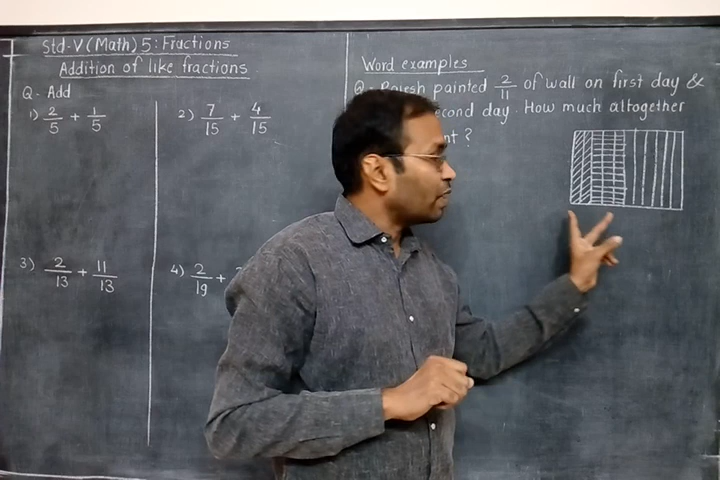 Std-V (Math) 5: Fractions
Addition of like fractions
Q- Add
1) 2/5 + 1/5
2) 7/15 + 4/15
3) 2/13 + 11/13
4) 2/19 +
Word examples
Q- Rajesh painted 2/11 of wall on first day &
second day. How much altogether
?